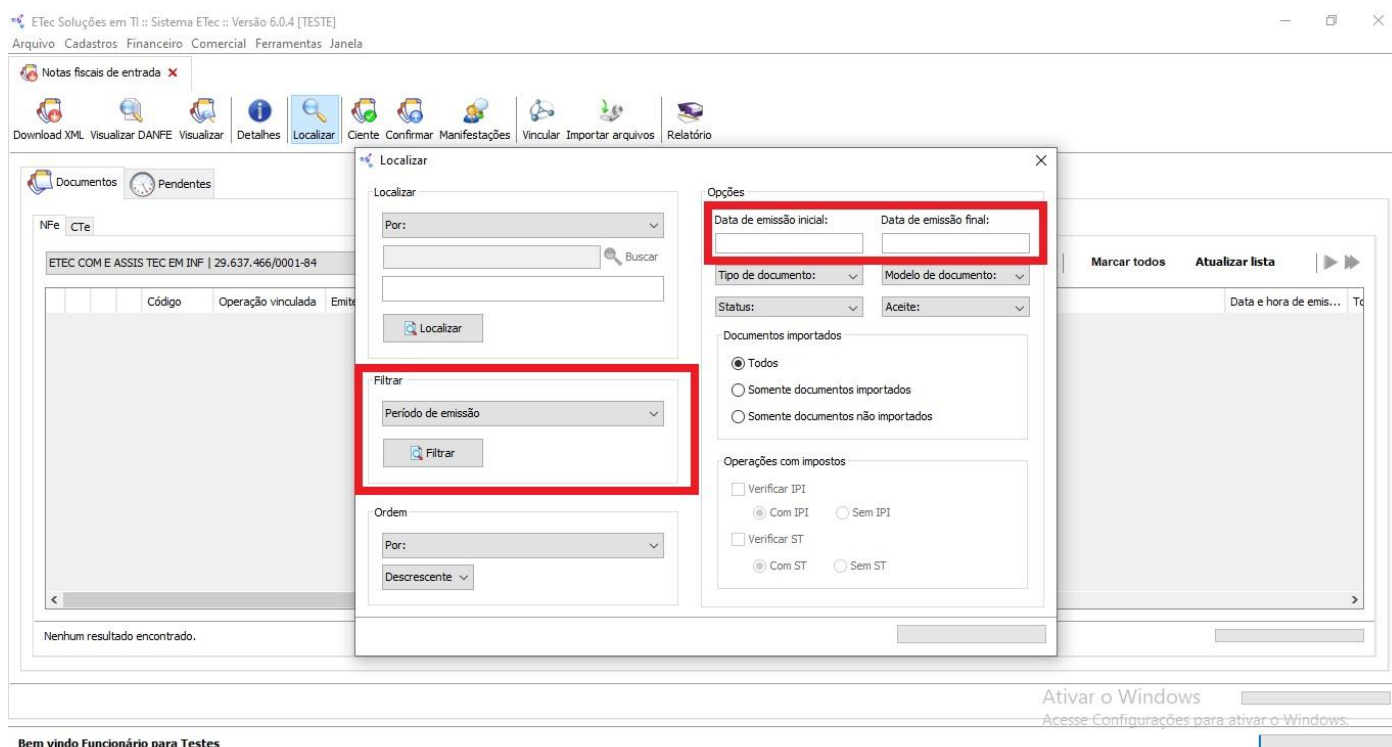 ETec Soluções em TI :: Sistema ETec :: Versão 6.0.4 [TESTE]
Arquivo Cadastros Financeiro Comercial Ferramentas Janela
Notas fiscais de entrada
Download XML Visualizar DANFE Visualizar Detalhes Localizar Ciente Confirmar Manifestações Vincular Importar arquivos Relatório
Documentos Pendentes
NFe CTe
ETEC COM E ASSIS TEC EM INF | 29.637.466/0001-84
Marcar todos Atualizar lista
Código Operação vinculada Emite
Data e hora de emis... To
Nenhum resultado encontrado.
Localizar
Localizar
Por:
Buscar
Localizar
Filtrar
Período de emissão
Filtrar
Ordem
Por:
Descrescente
Opções
Data de emissão inicial: Data de emissão final:
Tipo de documento: Modelo de documento:
Status: Aceite:
Documentos importados
Todos
Somente documentos importados
Somente documentos não importados
Operações com impostos
Verificar IPI
Com IPI Sem IPI
Verificar ST
Com ST Sem ST
Ativar o Windows
Acesse Configurações para ativar o Windows.
Bem vindo Funcionário para Testes